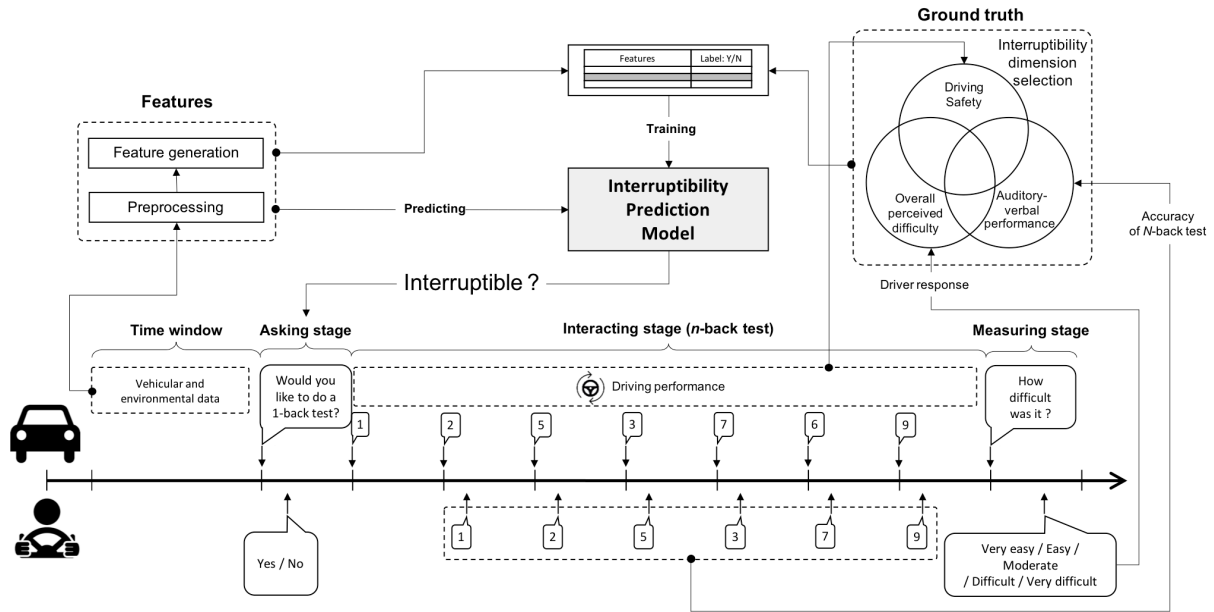 Ground truth
Interruptibility
dimension
selection
Features
Label: Y/N
Driving
Safety
Features
Training
Feature generation
Preprocessing
Predicting
Interruptibility
Prediction
Model
Overall
perceived
difficulty
Auditory-
verbal
performance
Accuracy
of N-back test
Interruptible ?
Driver response
Time window
Asking stage
Interacting stage (n-back test)
Measuring stage
Vehicular and
environmental data
Would you
like to do a
1-back test?
Driving performance
How
difficult
was it ?
1
2
5
3
7
6
9
1
2
5
3
7
9
Yes / No
Very easy / Easy /
Moderate
/ Difficult / Very difficult